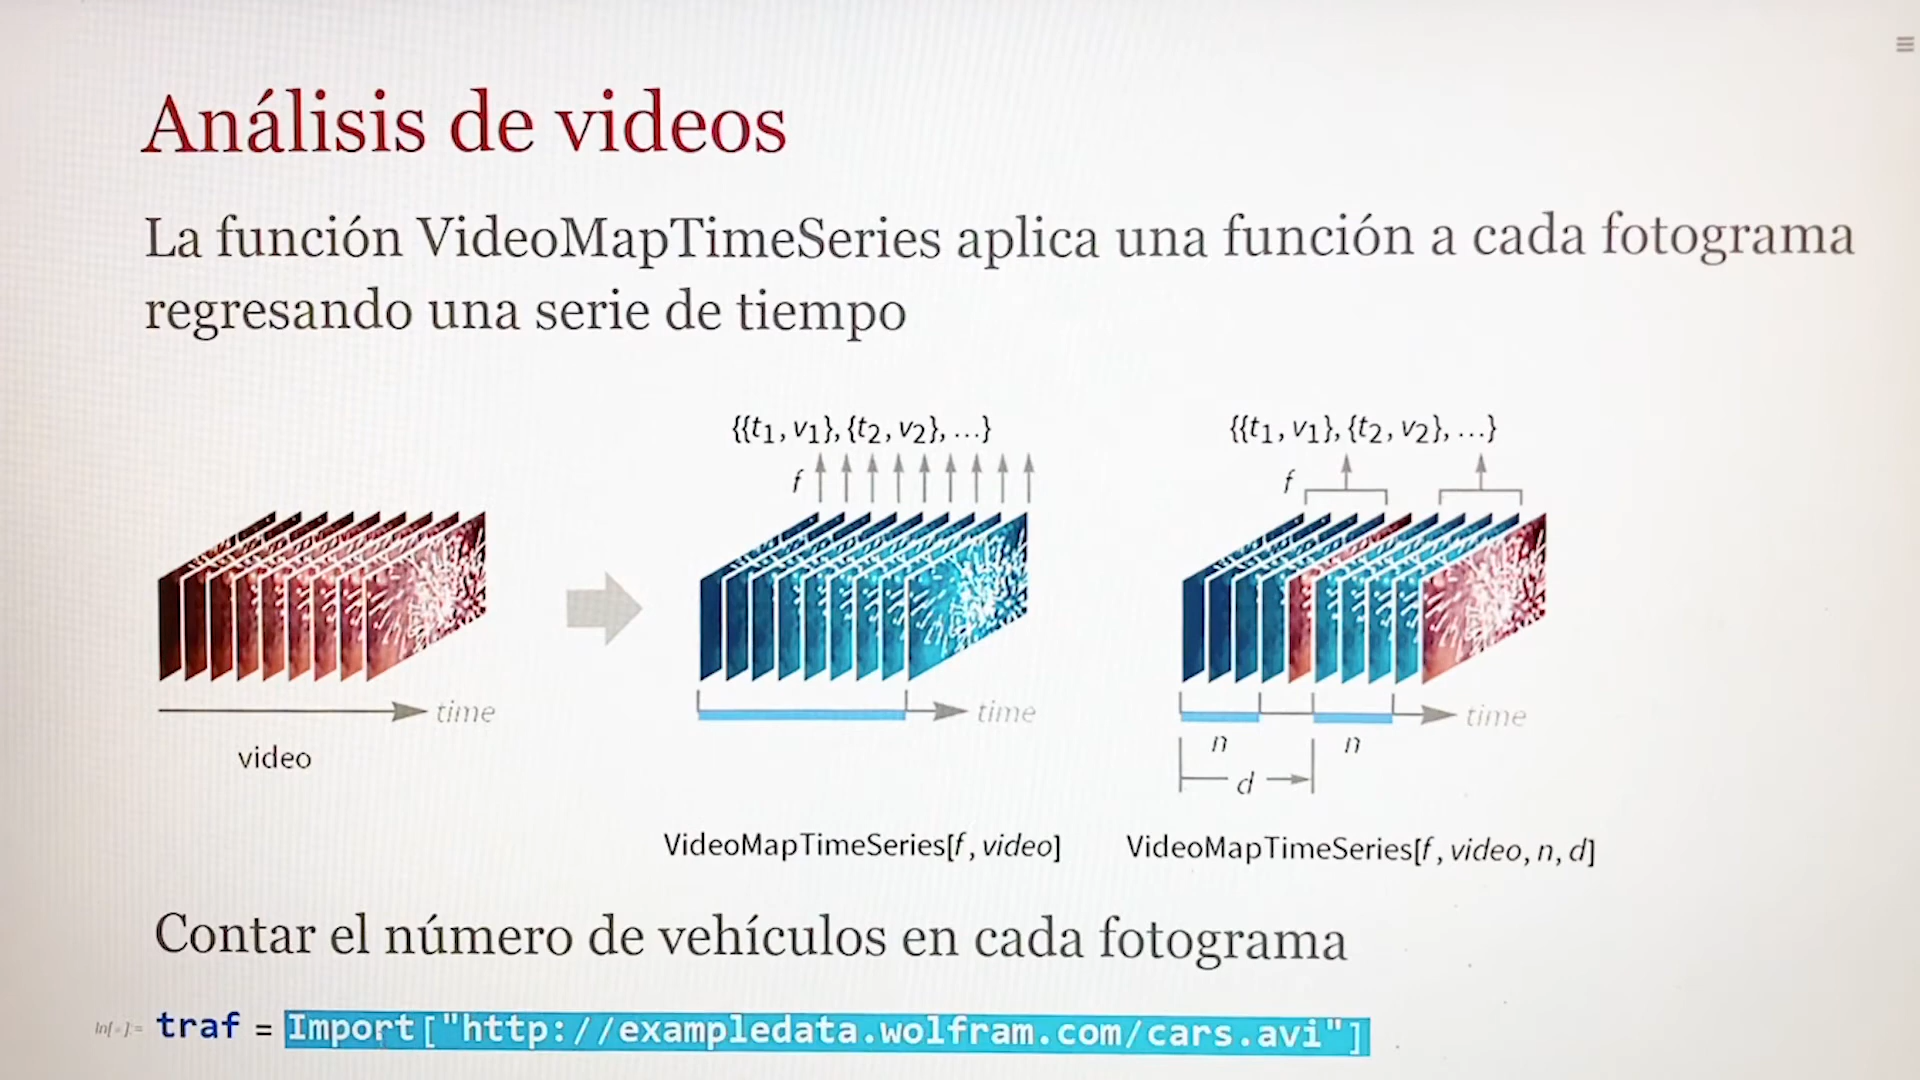 Análisis de videos
La función VideoMapTimeSeries aplica una función a cada fotograma
regresando una serie de tiempo
{{t1, v1}, {t2, v2}, ...}
f
{{t1, v1}, {t2, v2}, ...}
f
time
video
time
time
n
n
d
VideoMapTimeSeries[f, video]
VideoMapTimeSeries[f, video, n, d]
Contar el número de vehículos en cada fotograma
In[ ]:= traf = Import["http://exampledata.wolfram.com/cars.avi"]